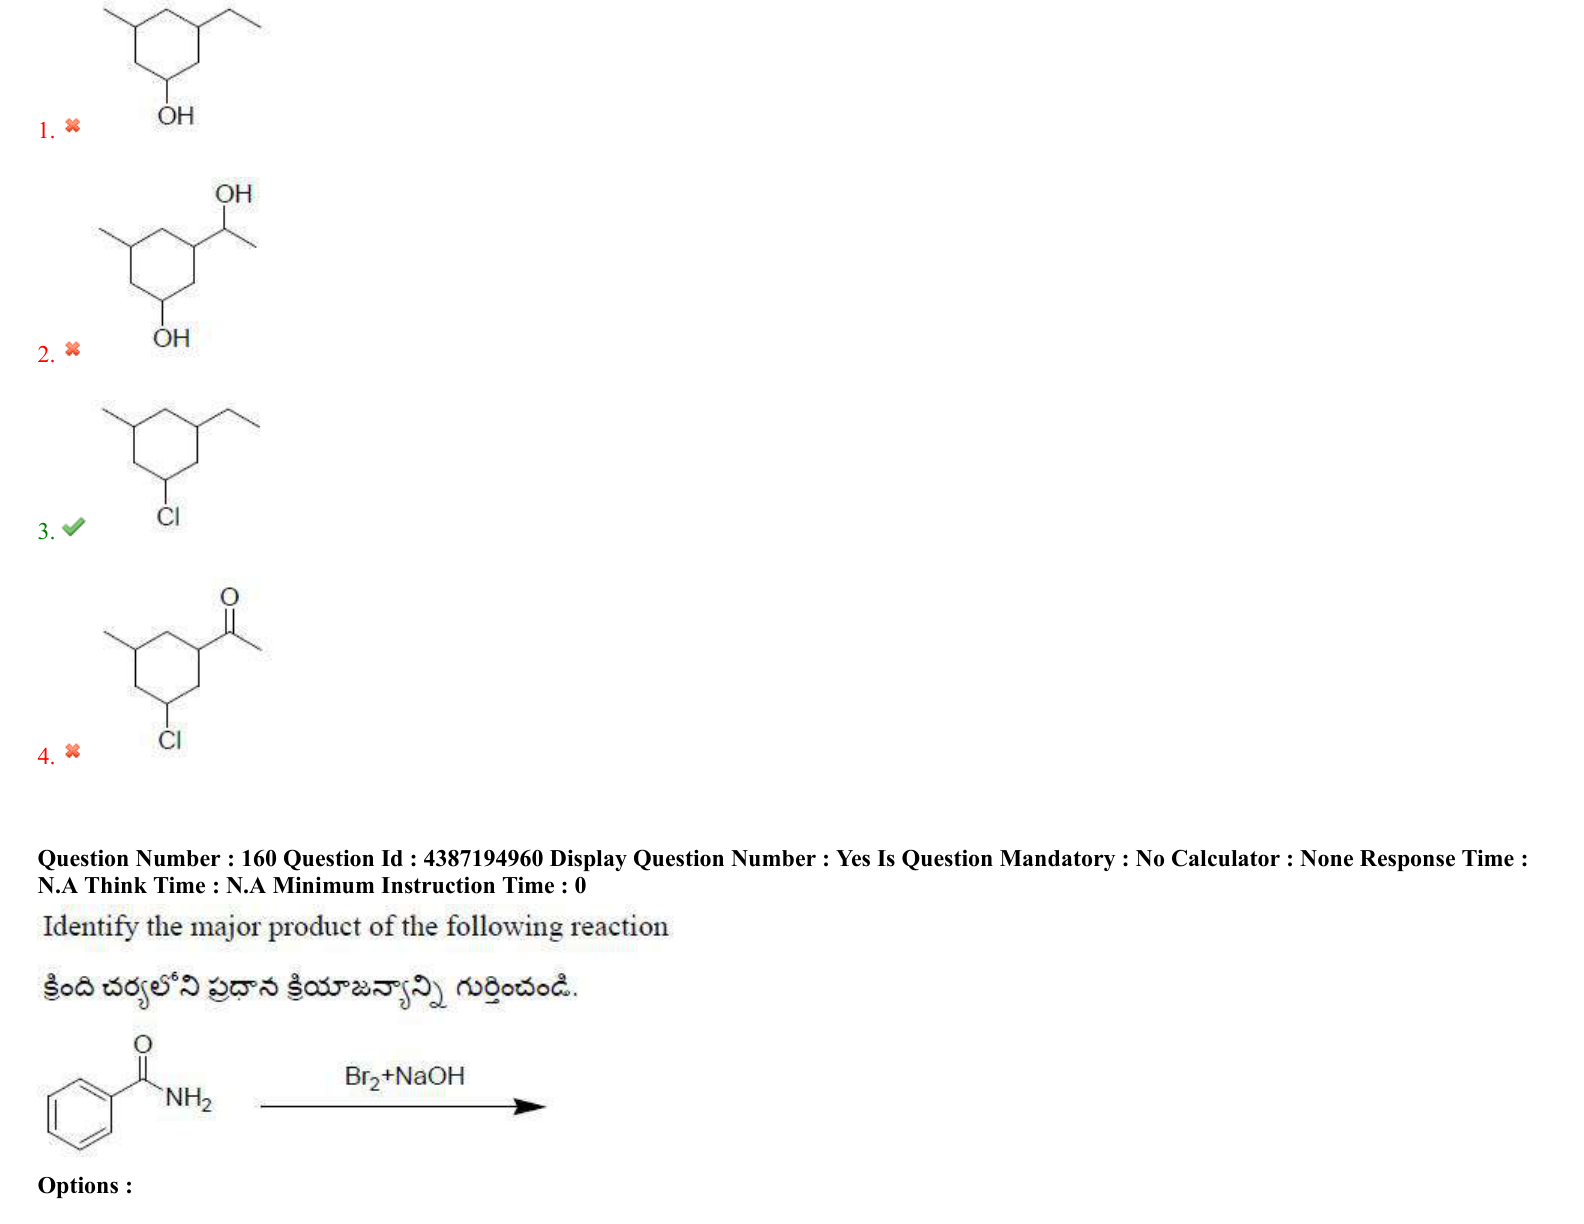 OH
1.
OH
OH
2.
Cl
3.
O
Cl
4.
Question Number : 160 Question Id : 4387194960 Display Question Number : Yes Is Question Mandatory : No Calculator : None Response Time :
N.A Think Time : N.A Minimum Instruction Time : 0
Identify the major product of the following reaction
క్రింది చర్యలోని ప్రధాన క్రియాజన్యాన్ని గుర్తించండి.
O
NH2
Br2+NaOH
Options :